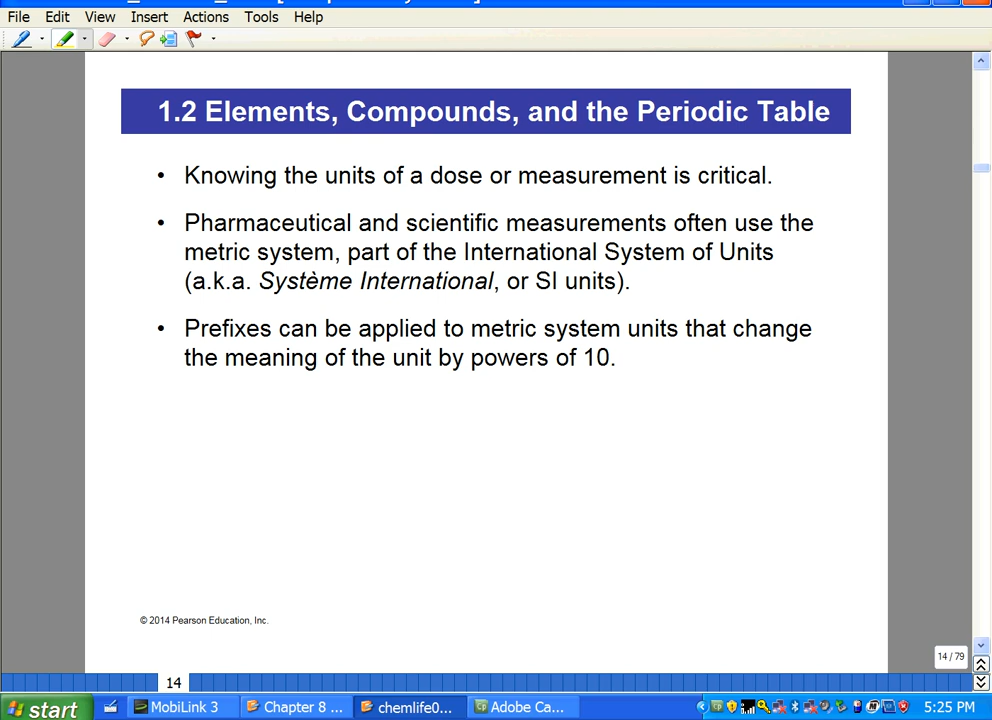 File Edit View Insert Actions Tools Help
1.2 Elements, Compounds, and the Periodic Table
• Knowing the units of a dose or measurement is critical.
• Pharmaceutical and scientific measurements often use the
metric system, part of the International System of Units
(a.k.a. Système International, or SI units).
• Prefixes can be applied to metric system units that change
the meaning of the unit by powers of 10.
© 2014 Pearson Education, Inc.
14 / 79
14
start MobiLink 3 Chapter 8 ... chemlife0... Adobe Ca... 5:25 PM